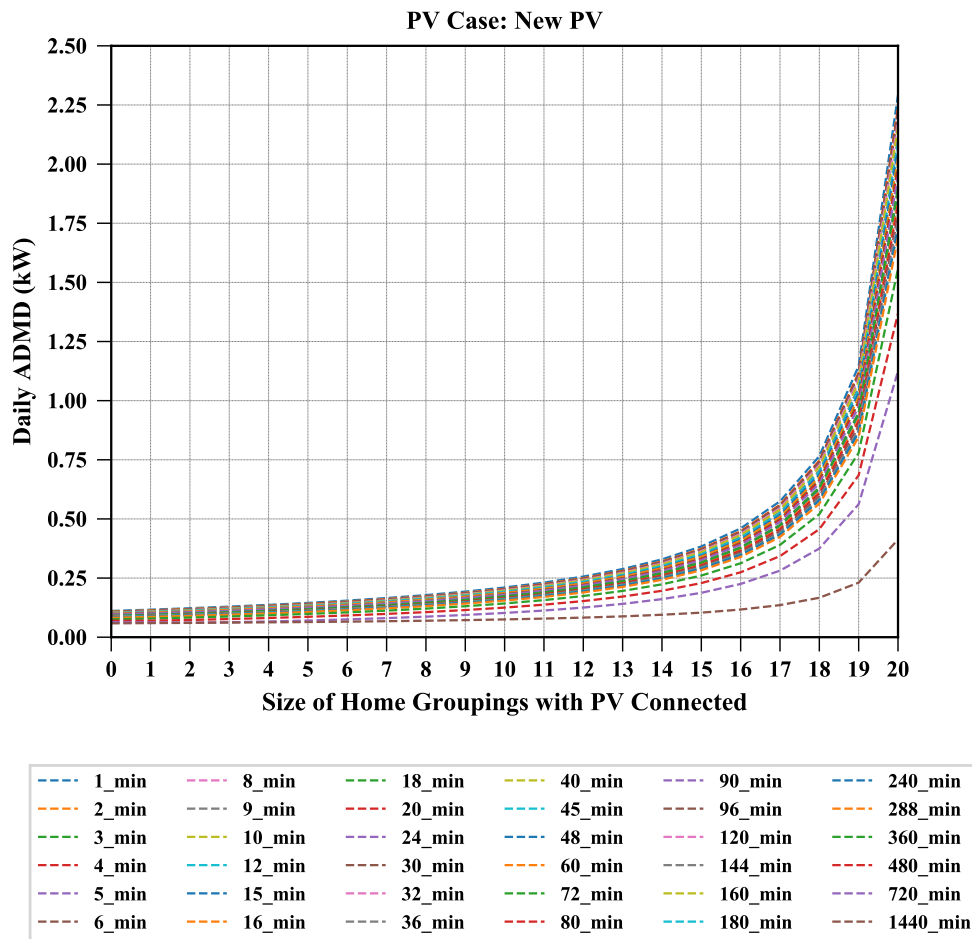 PV Case: New PV
2.50
2.25
2.00
1.75
1.50
1.25
1.00
0.75
0.50
0.25
0.00
Daily ADMD (kW)
0 1 2 3 4 5 6 7 8 9 10 11 12 13 14 15 16 17 18 19 20
Size of Home Groupings with PV Connected
1_min 8_min 18_min 40_min 90_min 240_min
2_min 9_min 20_min 45_min 96_min 288_min
3_min 10_min 24_min 48_min 120_min 360_min
4_min 12_min 30_min 60_min 144_min 480_min
5_min 15_min 32_min 72_min 160_min 720_min
6_min 16_min 36_min 80_min 180_min 1440_min